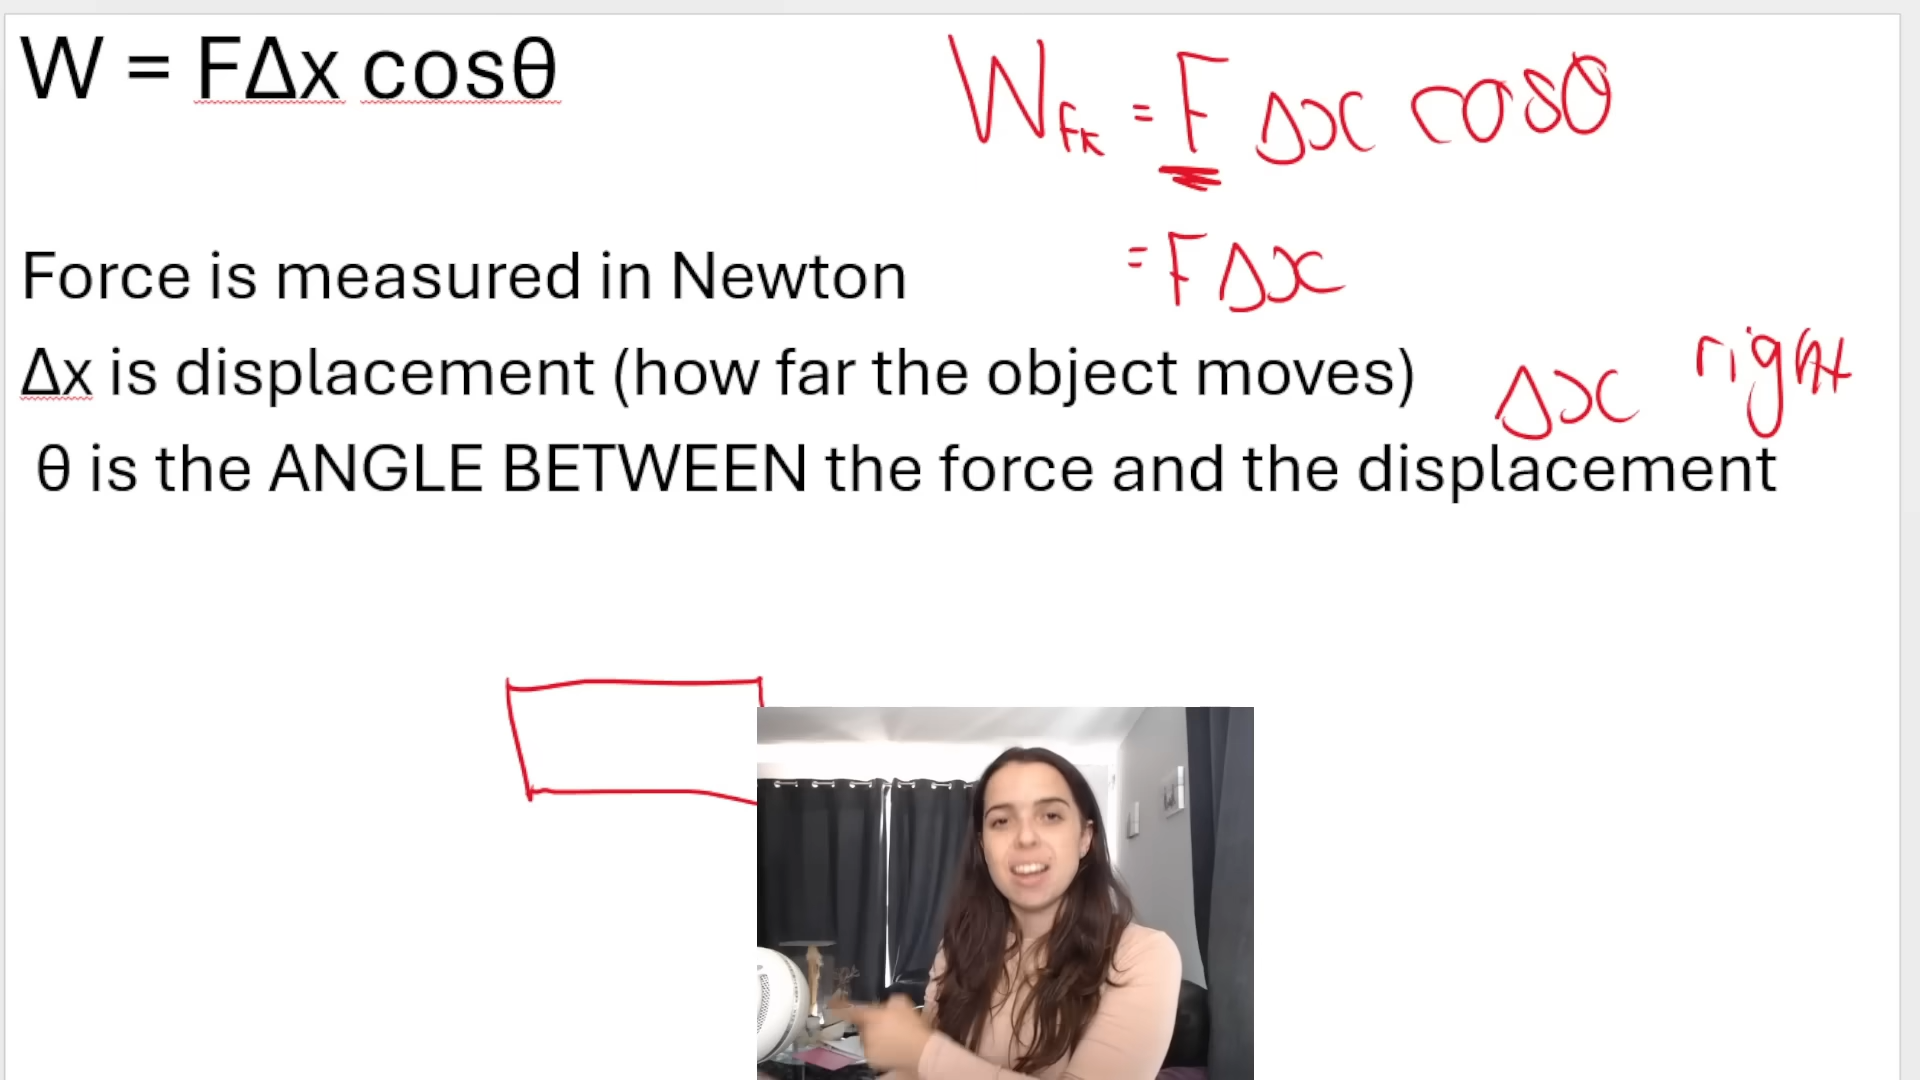 W = FΔx cosθ
W_Fk = F Δx cosθ
= FΔx
Force is measured in Newton
Δx is displacement (how far the object moves)
Δx right
θ is the ANGLE BETWEEN the force and the displacement